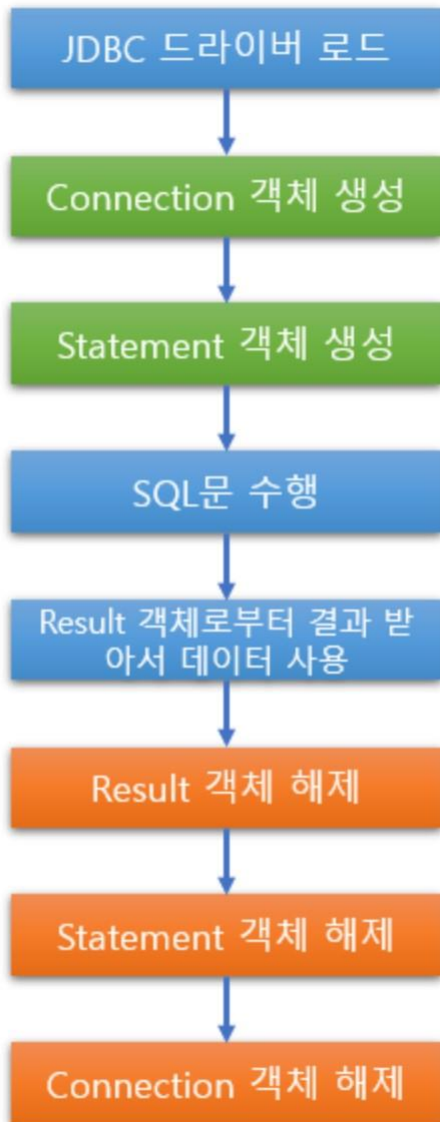 JDBC 드라이버 로드
Connection 객체 생성
Statement 객체 생성
SQL문 수행
Result 객체로부터 결과 받
아서 데이터 사용
Result 객체 해제
Statement 객체 해제
Connection 객체 해제